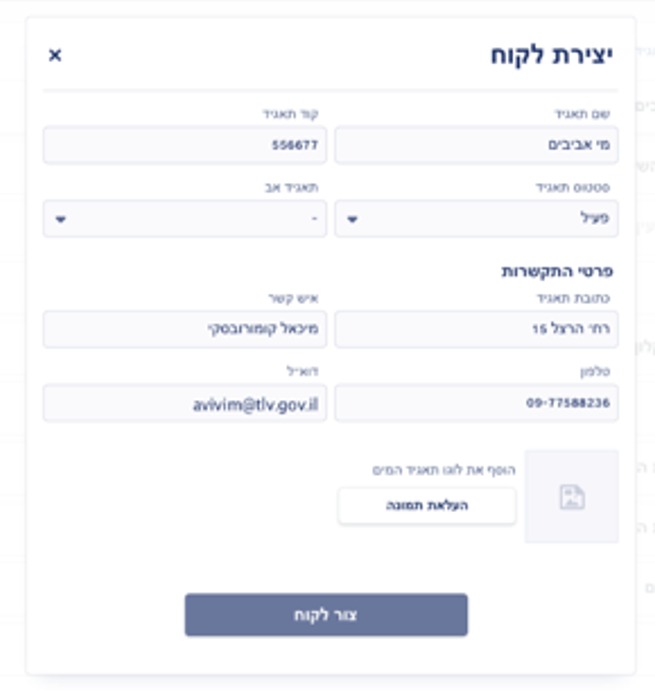 יצירת לקוח
שם תאגיד
קוד תאגיד
מי אביבים
556677
סטטוס תאגיד
תאגיד אב
פעיל
-
פרטי התקשרות
כתובת תאגיד
איש קשר
רח׳ הרצל 15
מיכאל קומורובסקי
טלפון
דוא״ל
09-77588236
avivim@tlv.gov.il
הוסף את לוגו תאגיד המים
העלאת תמונה
צור לקוח